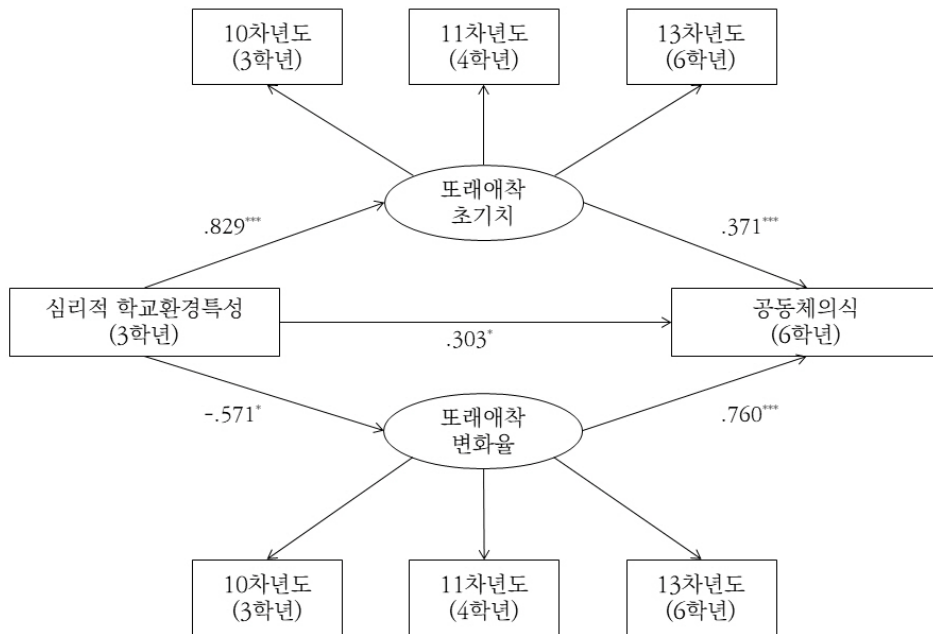 10차년도
(3학년)
11차년도
(4학년)
13차년도
(6학년)
또래애착
초기치
.829***
.371***
심리적 학교환경특성
(3학년)
.303*
공동체의식
(6학년)
-.571*
또래애착
변화율
.760***
10차년도
(3학년)
11차년도
(4학년)
13차년도
(6학년)